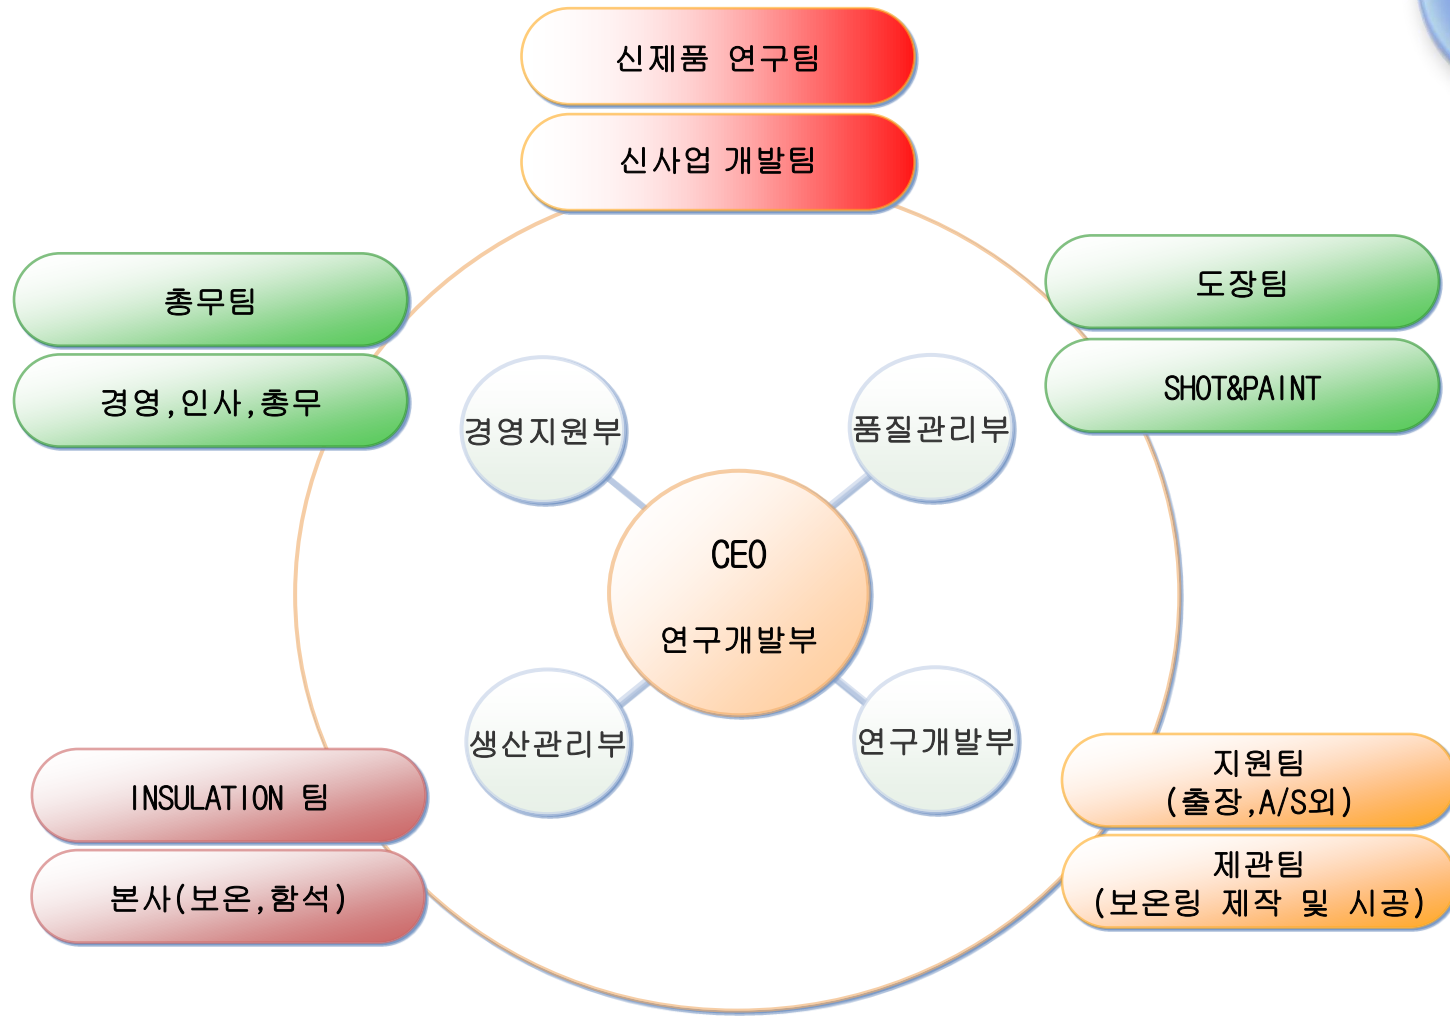 신제품 연구팀
신사업 개발팀
총무팀
경영,인사,총무
도장팀
SHOT&PAINT
경영지원부
품질관리부
CEO
연구개발부
생산관리부
연구개발부
INSULATION 팀
본사(보온,함석)
지원팀
(출장,A/S외)
제관팀
(보온링 제작 및 시공)